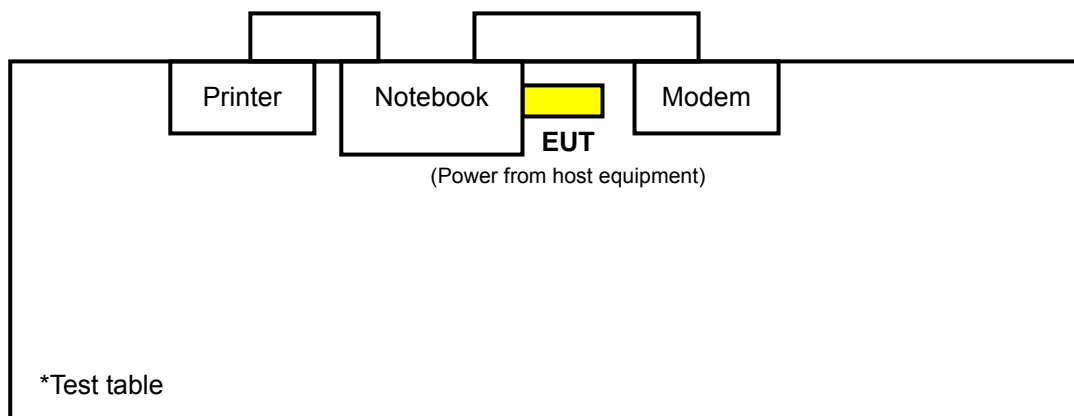 Printer
Notebook
Modem
EUT
(Power from host equipment)
*Test table